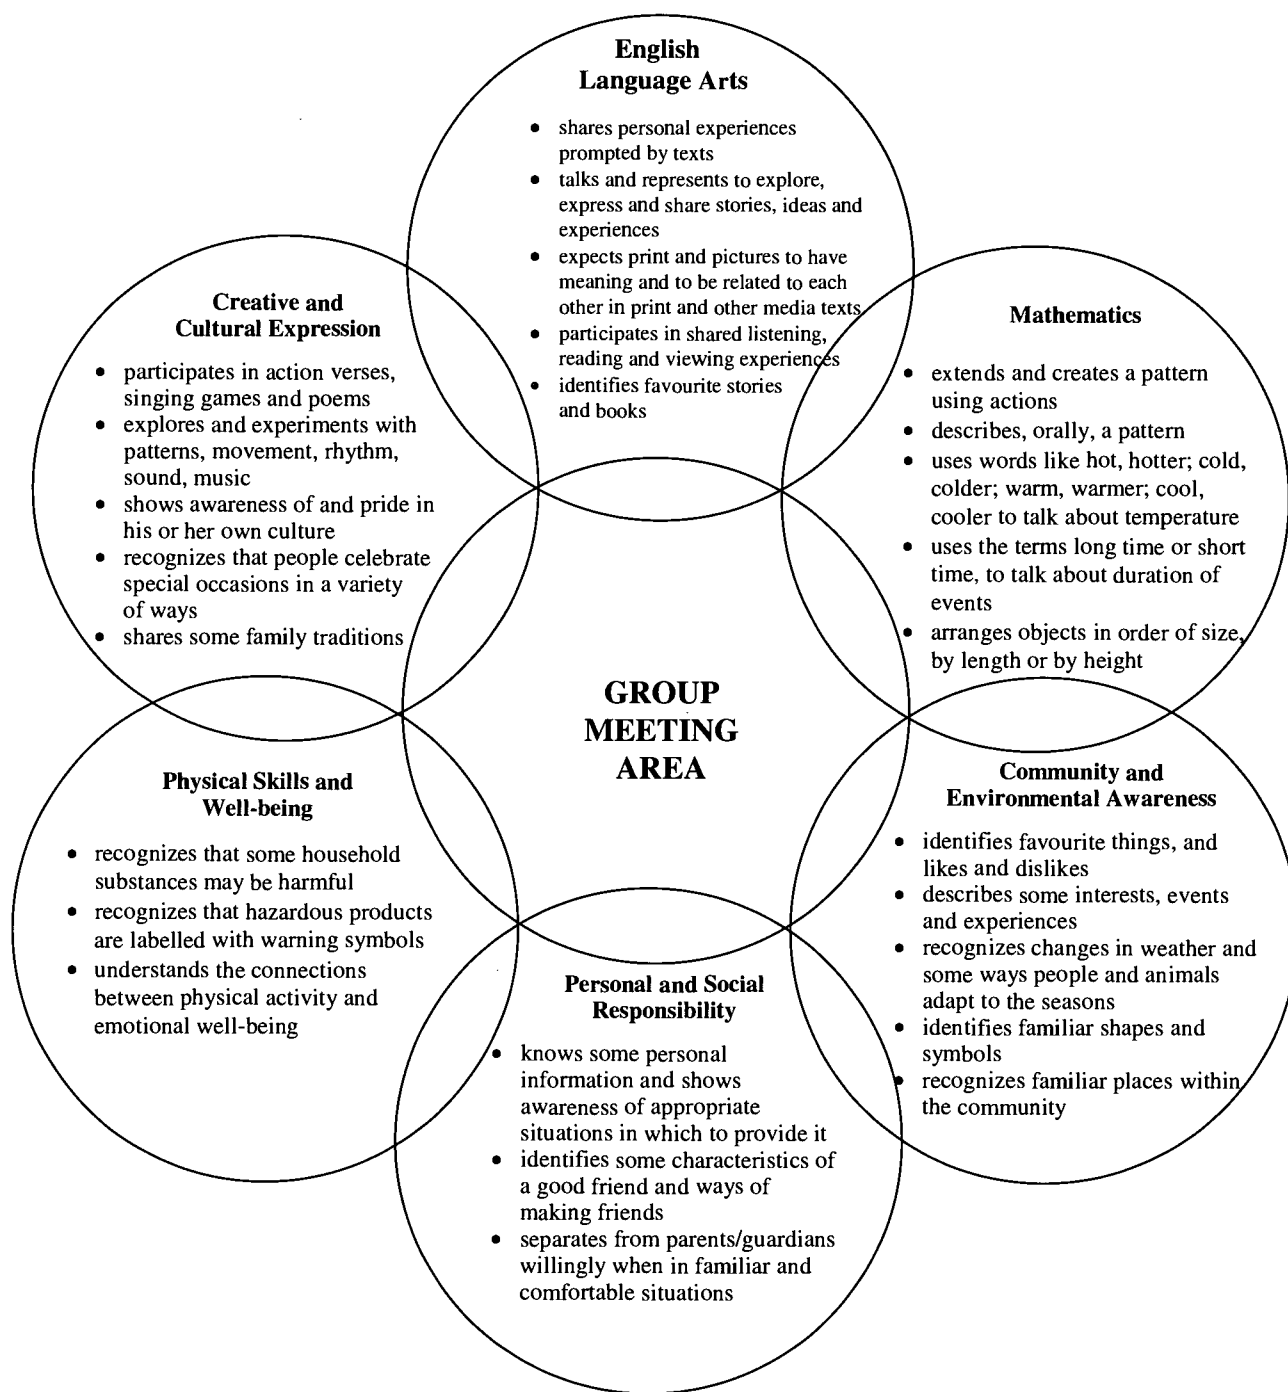 English
Language Arts
• shares personal experiences
prompted by texts
• talks and represents to explore,
express and share stories, ideas and
experiences
• expects print and pictures to have
meaning and to be related to each
other in print and other media texts
• participates in shared listening,
reading and viewing experiences
• identifies favourite stories
and books
Creative and
Cultural Expression
• participates in action verses,
singing games and poems
• explores and experiments with
patterns, movement, rhythm,
sound, music
• shows awareness of and pride in
his or her own culture
• recognizes that people celebrate
special occasions in a variety
of ways
• shares some family traditions
Mathematics
• extends and creates a pattern
using actions
• describes, orally, a pattern
• uses words like hot, hotter; cold,
colder; warm, warmer; cool,
cooler to talk about temperature
• uses the terms long time or short
time, to talk about duration of
events
• arranges objects in order of size,
by length or by height
GROUP
MEETING
AREA
Physical Skills and
Well-being
• recognizes that some household
substances may be harmful
• recognizes that hazardous products
are labelled with warning symbols
• understands the connections
between physical activity and
emotional well-being
Community and
Environmental Awareness
• identifies favourite things, and
likes and dislikes
• describes some interests, events
and experiences
• recognizes changes in weather and
some ways people and animals
adapt to the seasons
• identifies familiar shapes and
symbols
• recognizes familiar places within
the community
Personal and Social
Responsibility
• knows some personal
information and shows
awareness of appropriate
situations in which to provide it
• identifies some characteristics of
a good friend and ways of
making friends
• separates from parents/guardians
willingly when in familiar and
comfortable situations